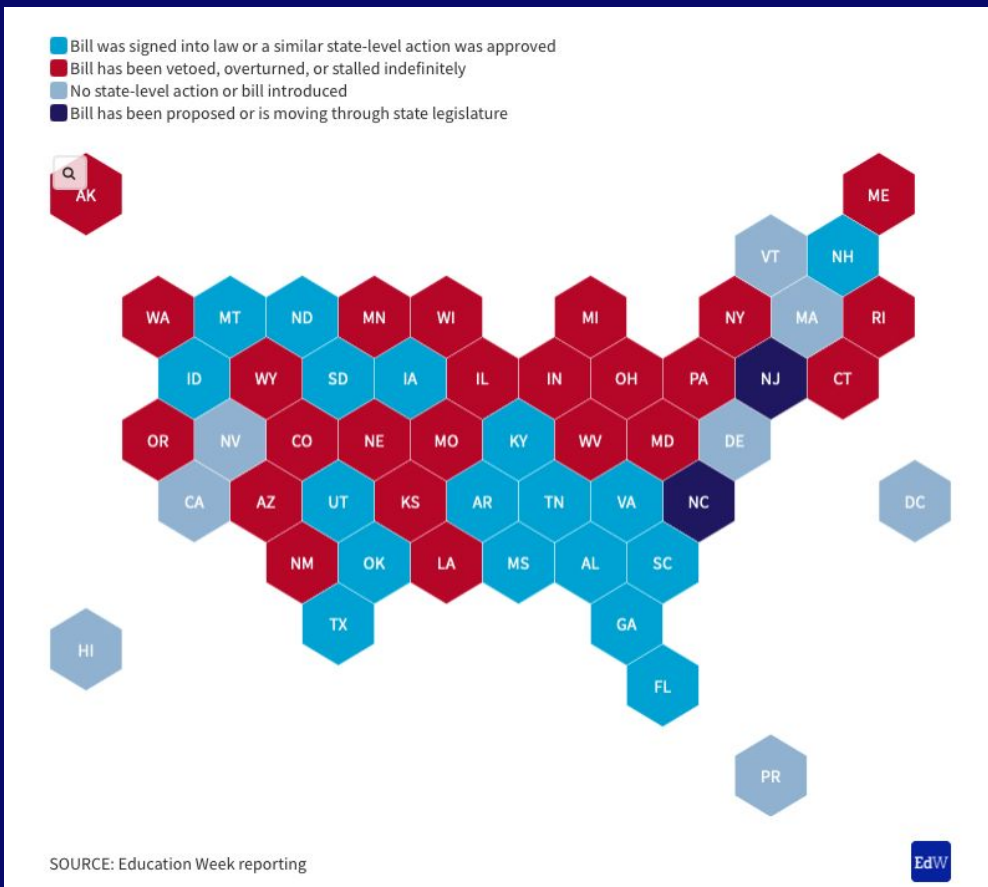 Bill was signed into law or a similar state-level action was approved
Bill has been vetoed, overturned, or stalled indefinitely
No state-level action or bill introduced
Bill has been proposed or is moving through state legislature
AK ME
VT NH
WA MT ND MN WI MI NY MA RI
ID WY SD IA IL IN OH PA NJ CT
OR NV CO NE MO KY WV MD DE
CA AZ UT KS AR TN VA NC DC
NM OK LA MS AL SC
TX GA
HI
FL
PR
SOURCE: Education Week reporting
EdW